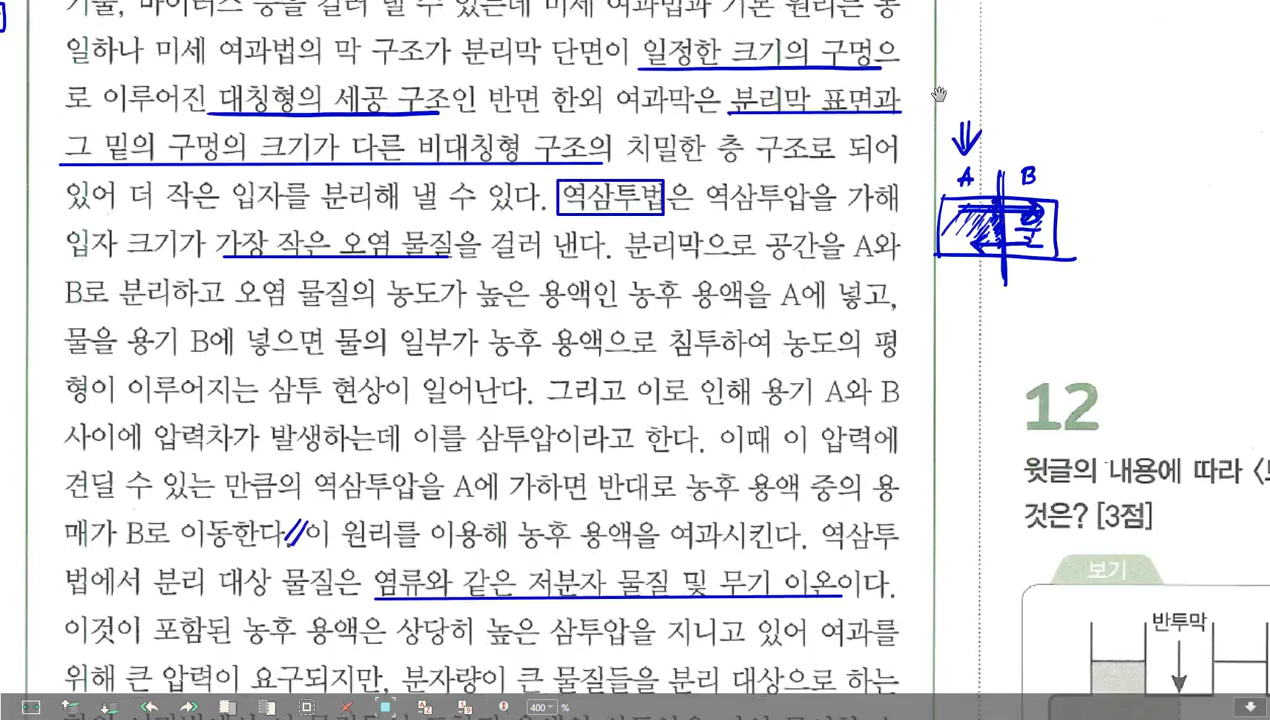 기물, 바이러스 등을 걸러 낼 수 있는데 미세 여과법과 기본 원리는 동
일하나 미세 여과법의 막 구조가 분리막 단면이 일정한 크기의 구멍으
로 이루어진 대칭형의 세공 구조인 반면 한외 여과막은 분리막 표면과
그 밑의 구멍의 크기가 다른 비대칭형 구조의 치밀한 층 구조로 되어
있어 더 작은 입자를 분리해 낼 수 있다. 역삼투법은 역삼투압을 가해
입자 크기가 가장 작은 오염 물질을 걸러 낸다. 분리막으로 공간을 A와
B로 분리하고 오염 물질의 농도가 높은 용액인 농후 용액을 A에 넣고,
물을 용기 B에 넣으면 물의 일부가 농후 용액으로 침투하여 농도의 평
형이 이루어지는 삼투 현상이 일어난다. 그리고 이로 인해 용기 A와 B
사이에 압력차가 발생하는데 이를 삼투압이라고 한다. 이때 이 압력에
견딜 수 있는 만큼의 역삼투압을 A에 가하면 반대로 농후 용액 중의 용
매가 B로 이동한다. 이 원리를 이용해 농후 용액을 여과시킨다. 역삼투
법에서 분리 대상 물질은 염류와 같은 저분자 물질 및 무기 이온이다.
이것이 포함된 농후 용액은 상당히 높은 삼투압을 지니고 있어 여과를
위해 큰 압력이 요구되지만, 분자량이 큰 물질들을 분리 대상으로 하는
A B
12
윗글의 내용에 따라
것은? [3점]
보기
반투막
400 %